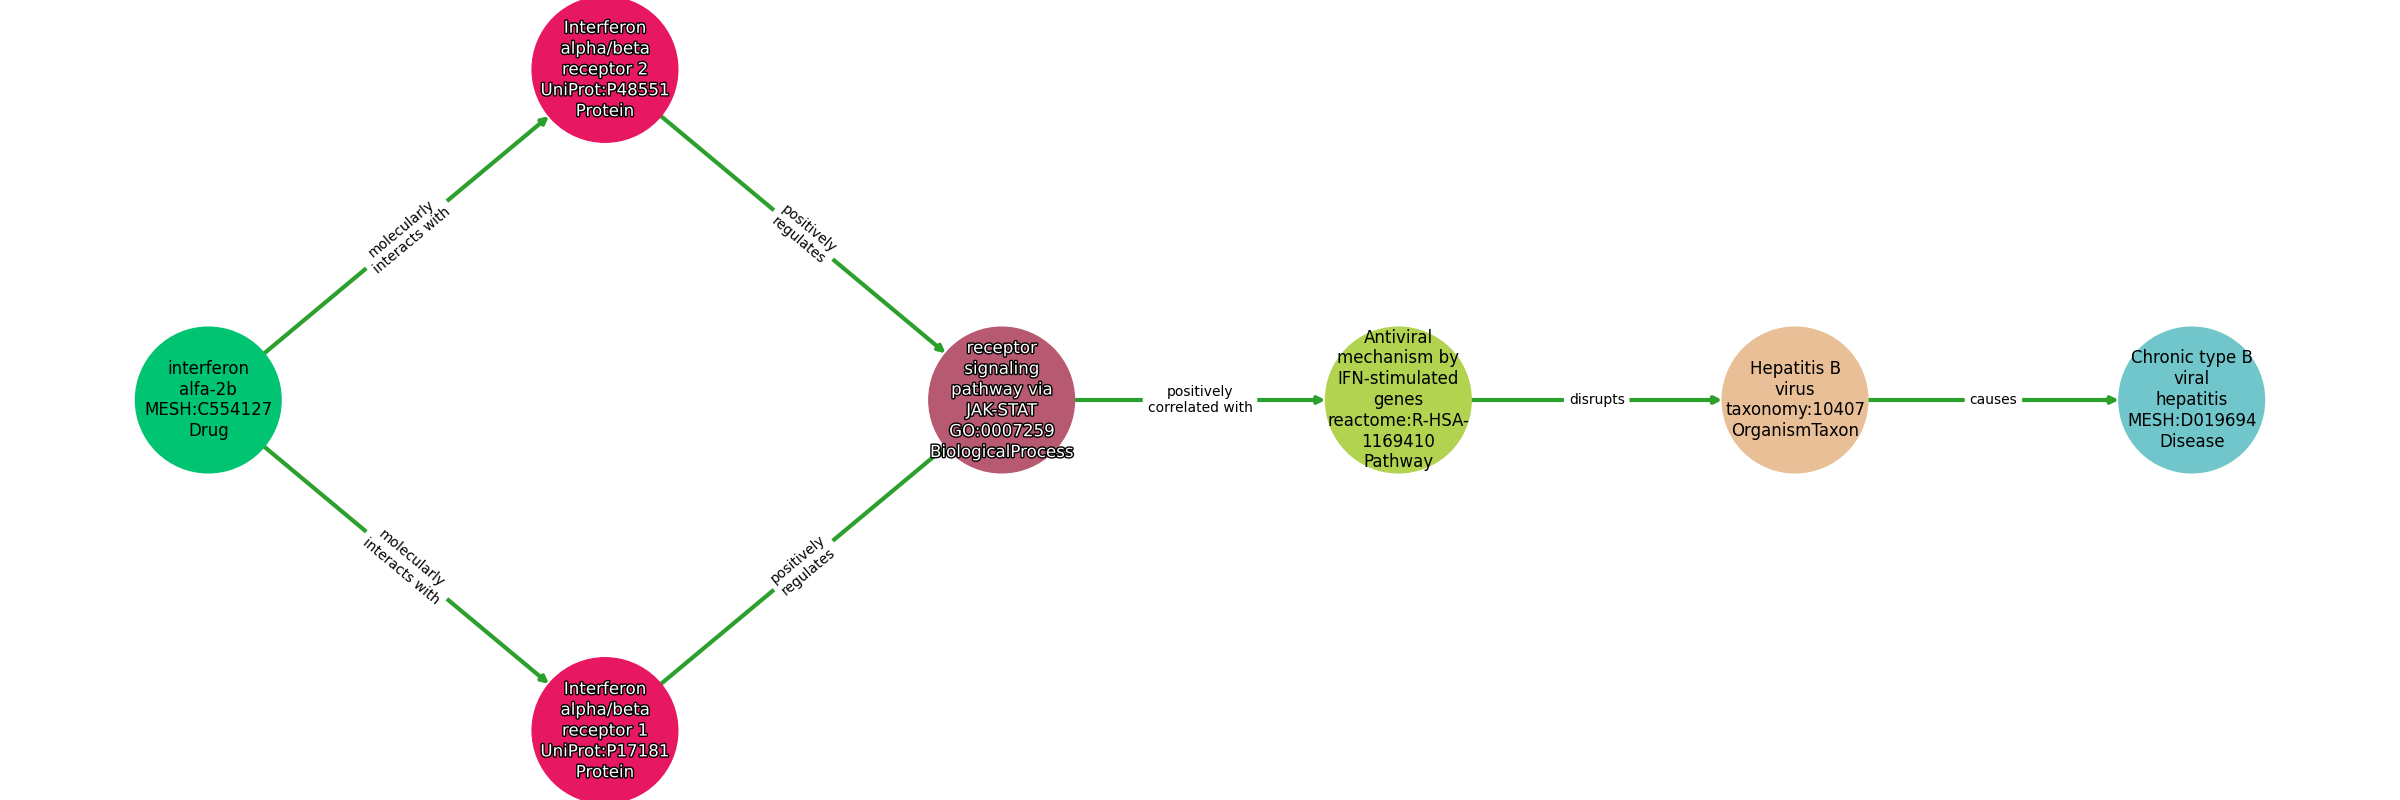 Interferon
alpha/beta
receptor 2
UniProt:P48551
Protein
molecularly
interacts with
positively
regulates
interferon
alfa-2b
MESH:C554127
Drug
receptor
signaling
pathway via
JAK-STAT
GO:0007259
BiologicalProcess
positively
correlated with
Antiviral
mechanism by
IFN-stimulated
genes
reactome:R-HSA-
1169410
Pathway
disrupts
Hepatitis B
virus
taxonomy:10407
OrganismTaxon
causes
Chronic type B
viral
hepatitis
MESH:D019694
Disease
molecularly
interacts with
positively
regulates
Interferon
alpha/beta
receptor 1
UniProt:P17181
Protein